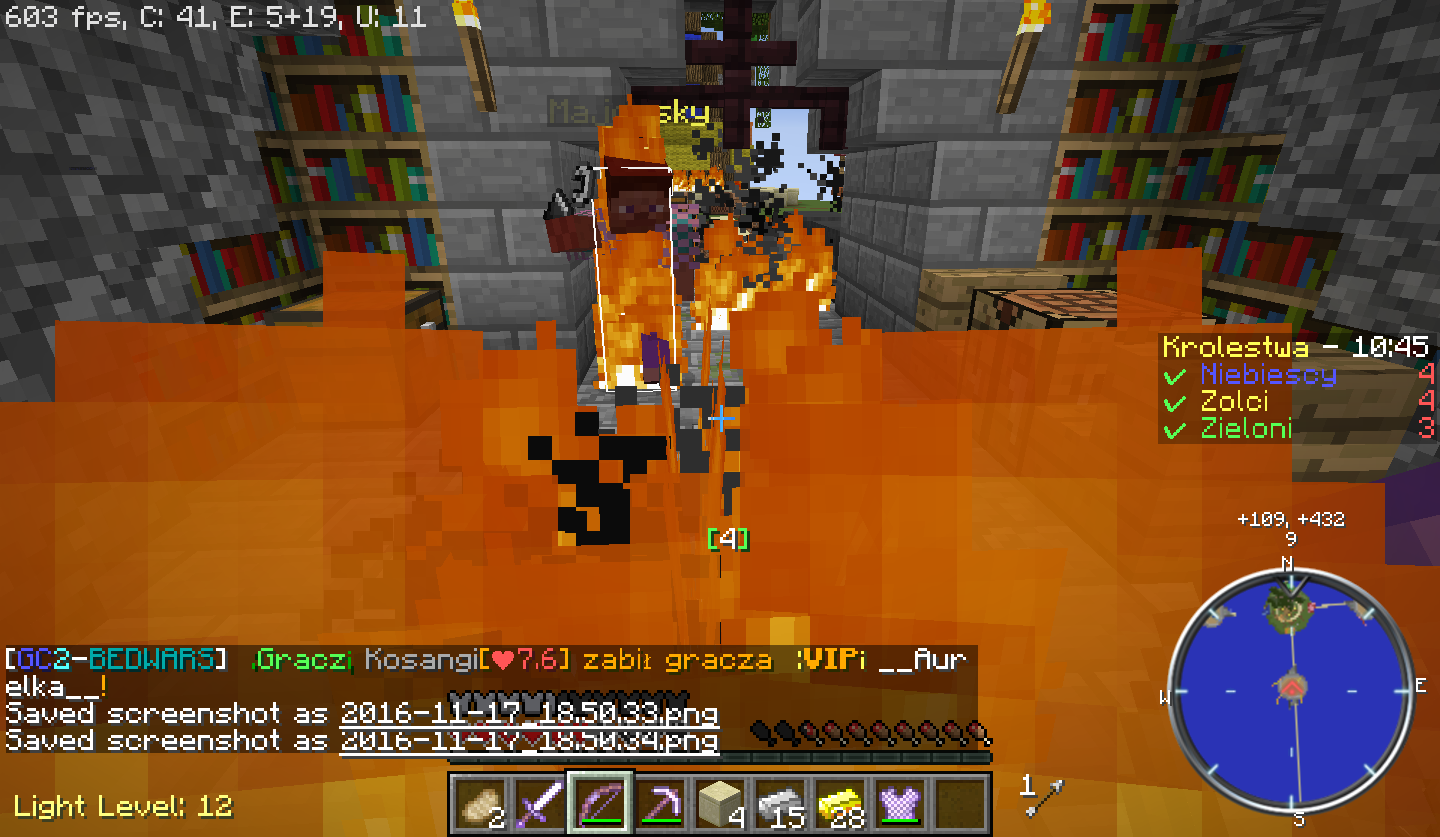 603 fps, C: 41, E: 5+19, U: 11
Krolestwa - 10:45
✓ Niebiescy 4
✓ Zolci 4
✓ Zieloni 3
+109, +432
9
N
[4]
[GC2-BEDWARS] Gracz Kosangi[♥7.6] zabił gracza VIP __Aur
elka__!
Saved screenshot as 2016-11-17_18.50.33.png
Saved screenshot as 2016-11-17_18.50.34.png
W
E
S
Light Level: 12
2
4
15
28
1